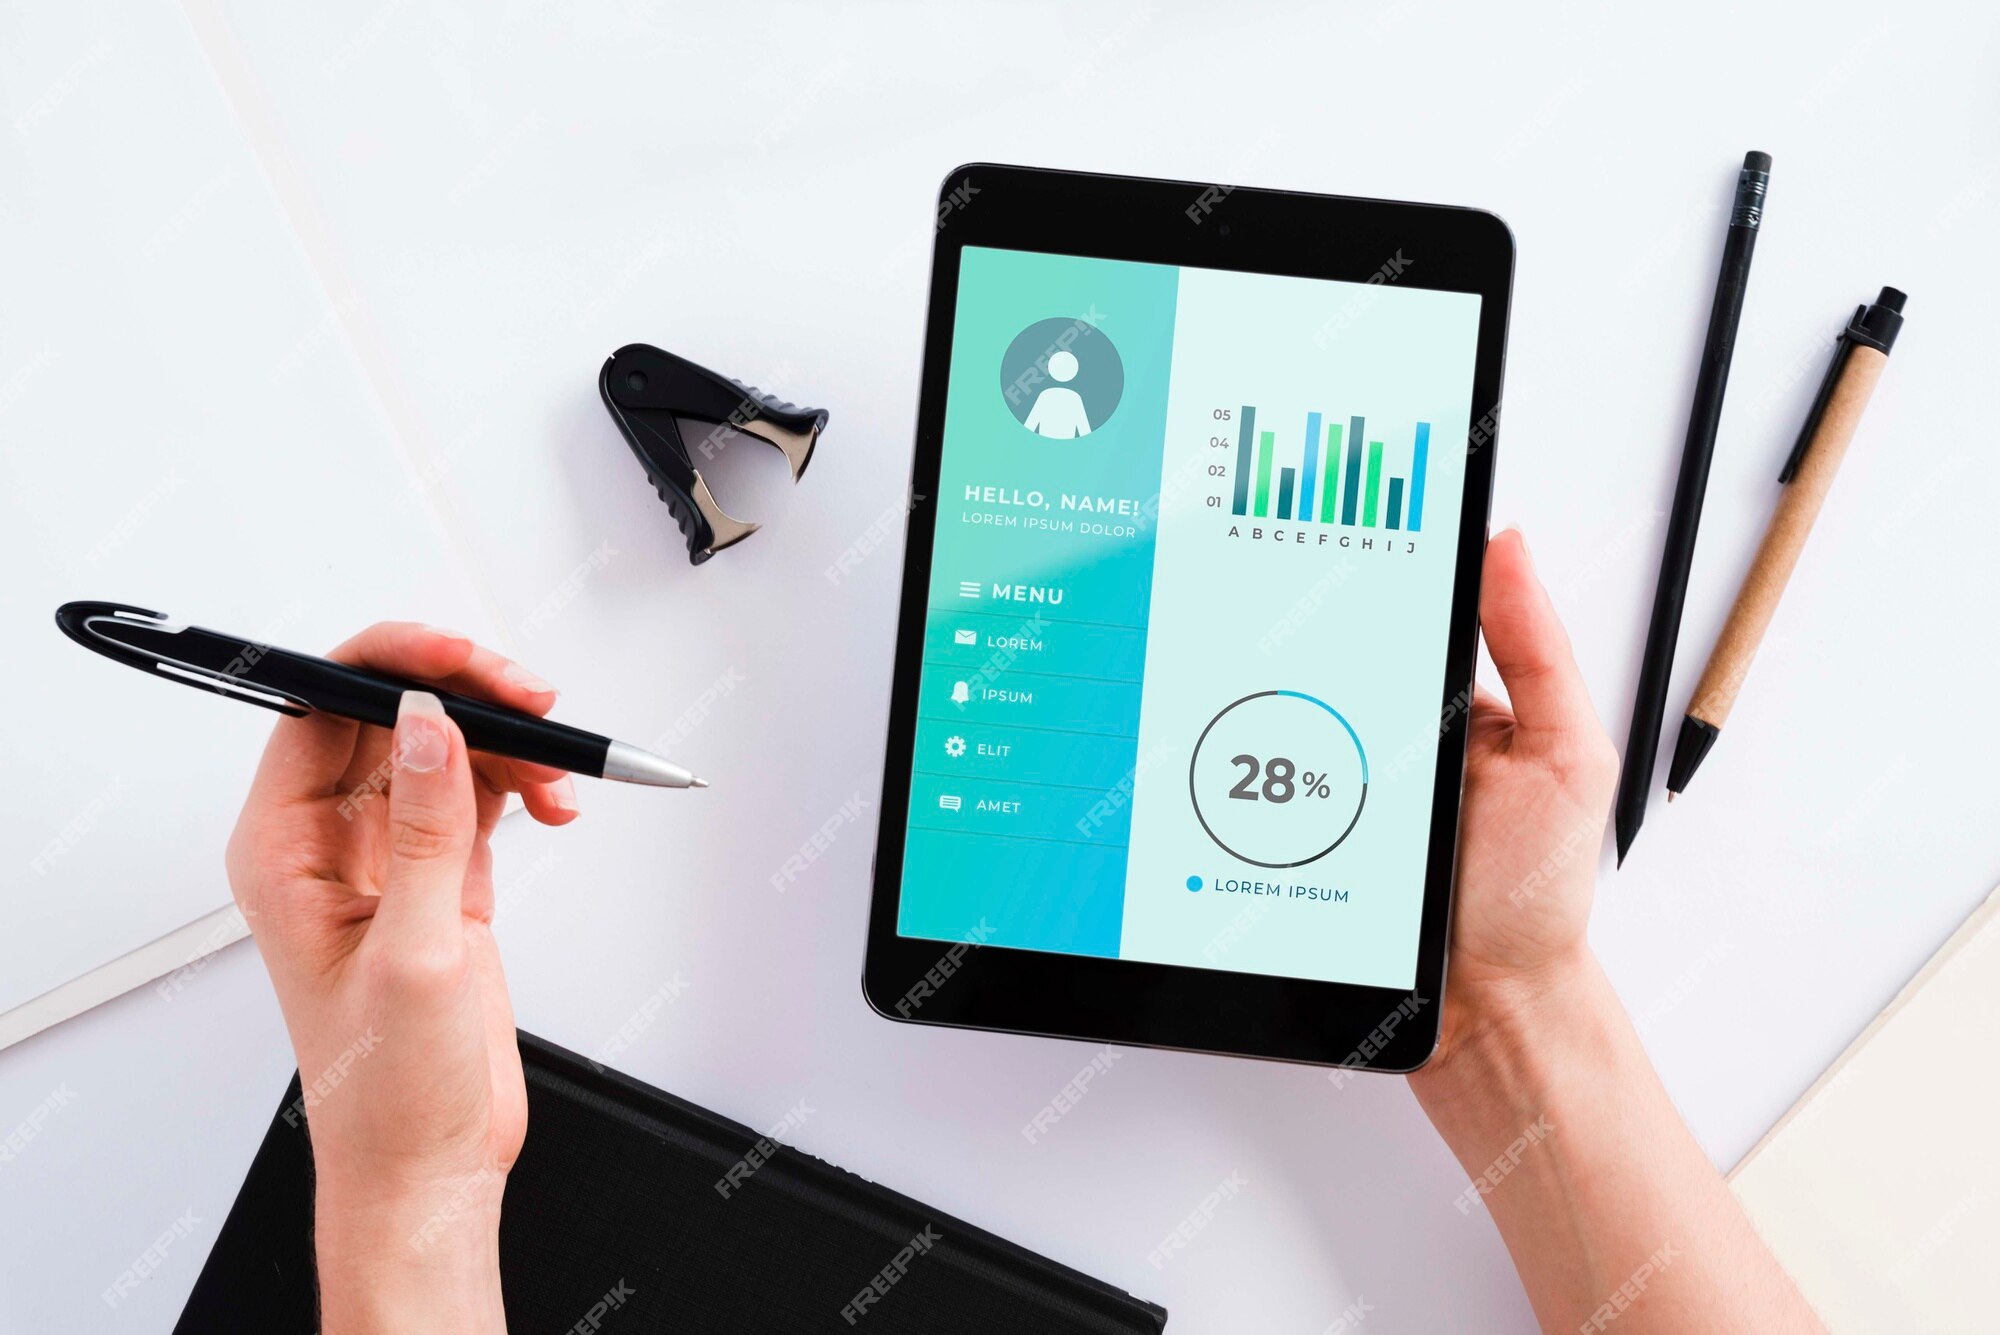 HELLO, NAME!
LOREM IPSUM DOLOR
MENU
LOREM
IPSUM
ELIT
AMET
05
04
02
01
A B C E F G H I J
28%
LOREM IPSUM
FREEPIK